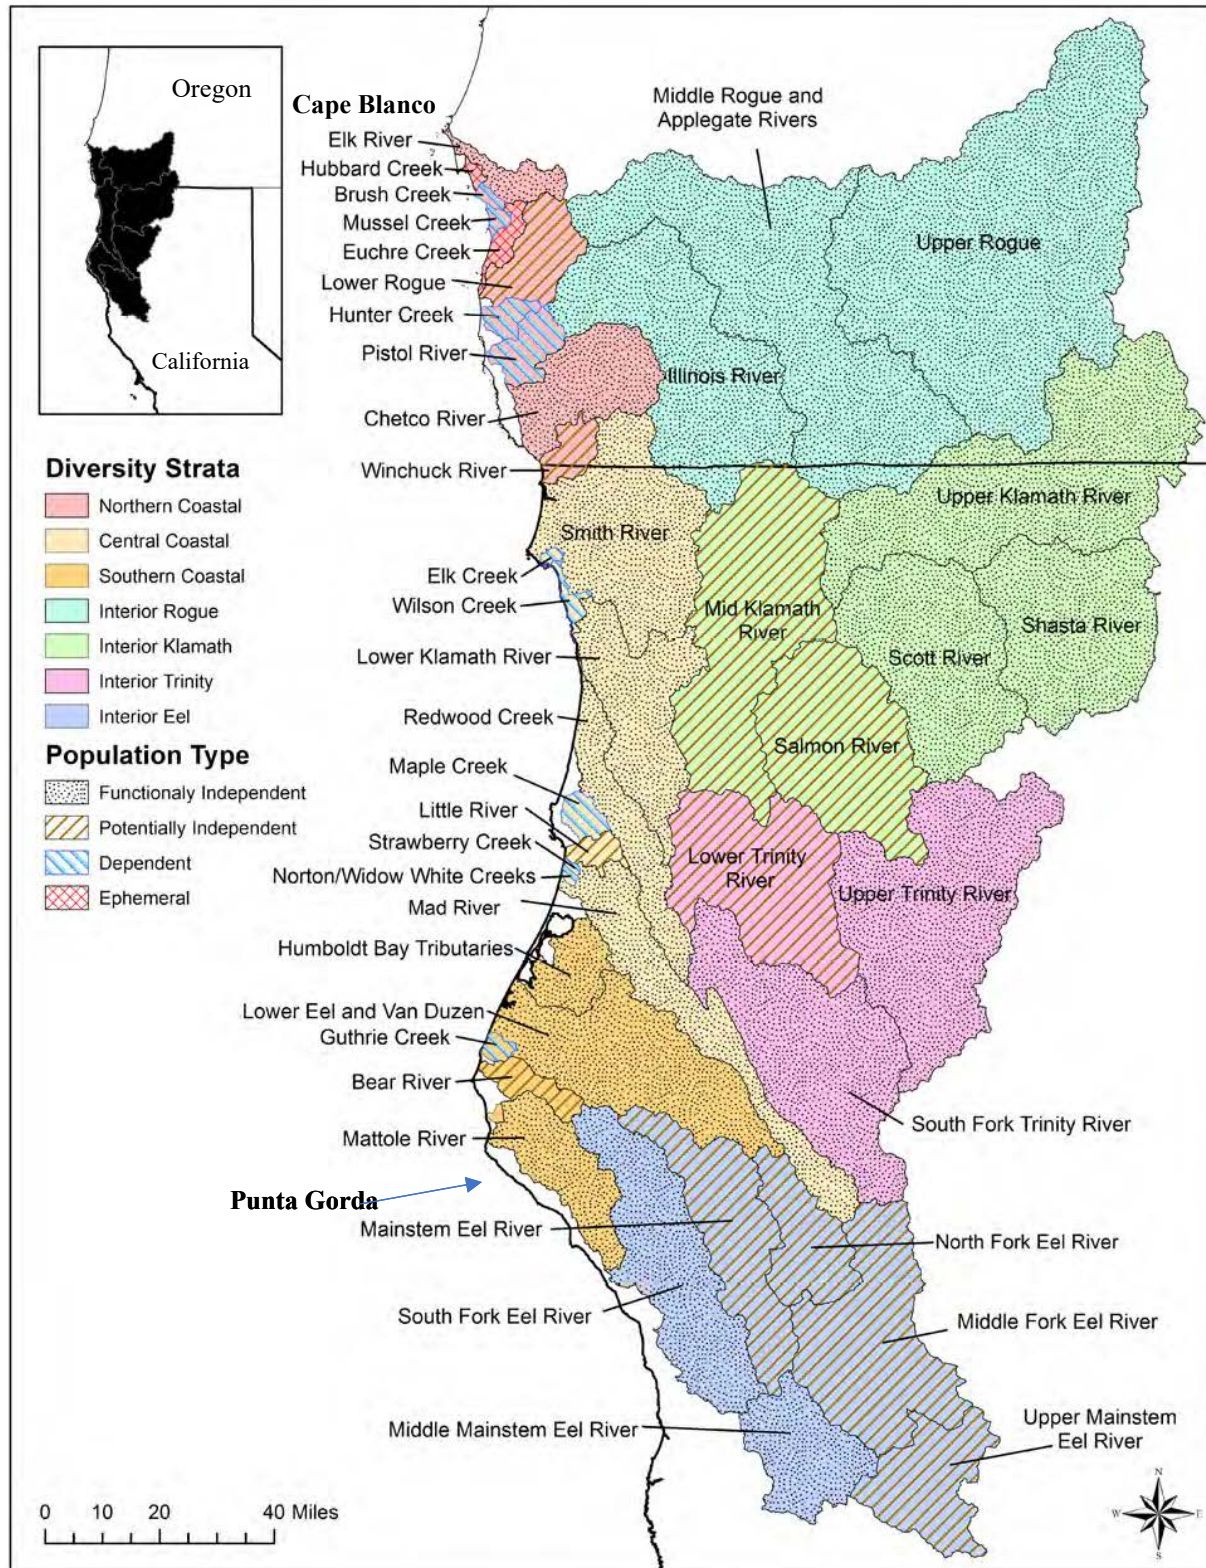 Oregon
California
Cape Blanco
Elk River
Hubbard Creek
Brush Creek
Mussel Creek
Euchre Creek
Lower Rogue
Hunter Creek
Pistol River
Chetco River
Winchuck River
Middle Rogue and
Applegate Rivers
Upper Rogue
Illinois River
Upper Klamath River
Smith River
Elk Creek
Wilson Creek
Mid Klamath
River
Shasta River
Scott River
Lower Klamath River
Redwood Creek
Salmon River
Maple Creek
Little River
Strawberry Creek
Norton/Widow White Creeks
Mad River
Lower Trinity
River
Upper Trinity River
Humboldt Bay Tributaries
Lower Eel and Van Duzen
Guthrie Creek
Bear River
Mattole River
South Fork Trinity River
Punta Gorda
Mainstem Eel River
North Fork Eel River
South Fork Eel River
Middle Fork Eel River
Middle Mainstem Eel River
Upper Mainstem
Eel River
Diversity Strata
Northern Coastal
Central Coastal
Southern Coastal
Interior Rogue
Interior Klamath
Interior Trinity
Interior Eel
Population Type
Functionaly Independent
Potentially Independent
Dependent
Ephemeral
0 10 20 40 Miles
N
W E
S